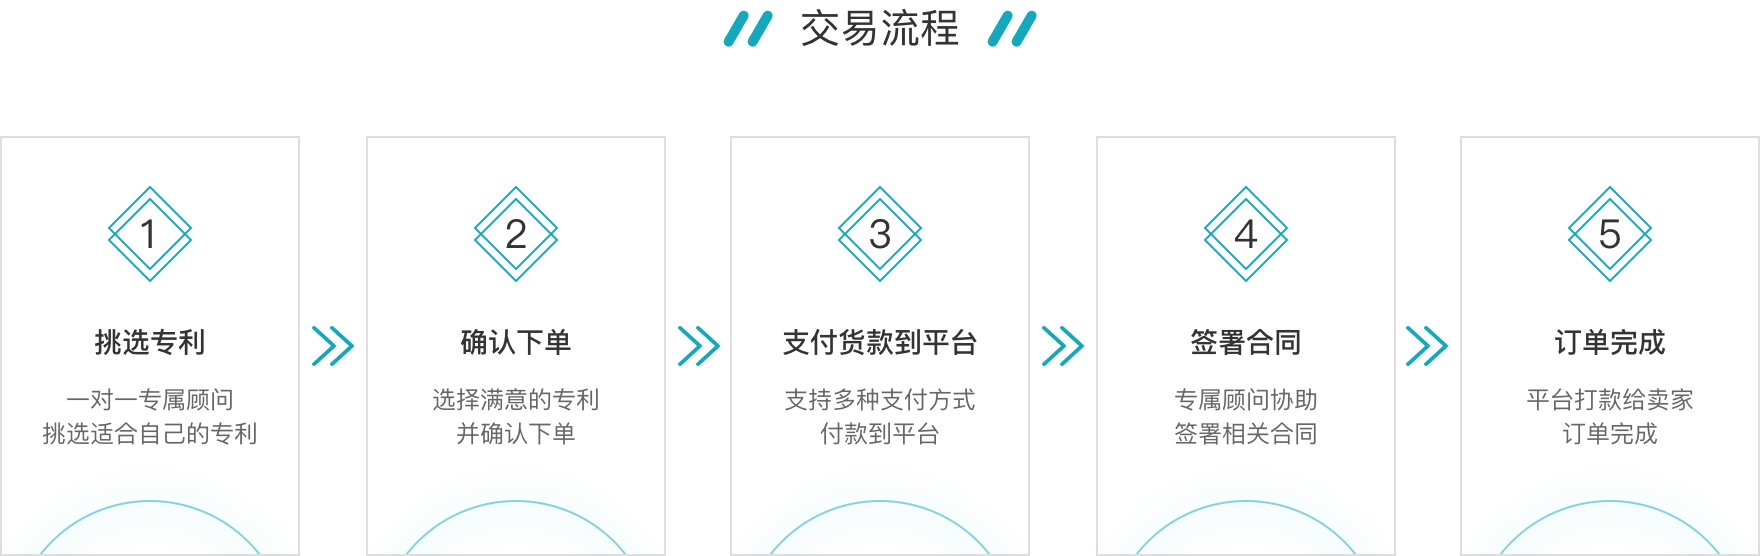 交易流程
1
挑选专利
一对一专属顾问
挑选适合自己的专利
2
确认下单
选择满意的专利
并确认下单
3
支付货款到平台
支持多种支付方式
付款到平台
4
签署合同
专属顾问协助
签署相关合同
5
订单完成
平台打款给卖家
订单完成